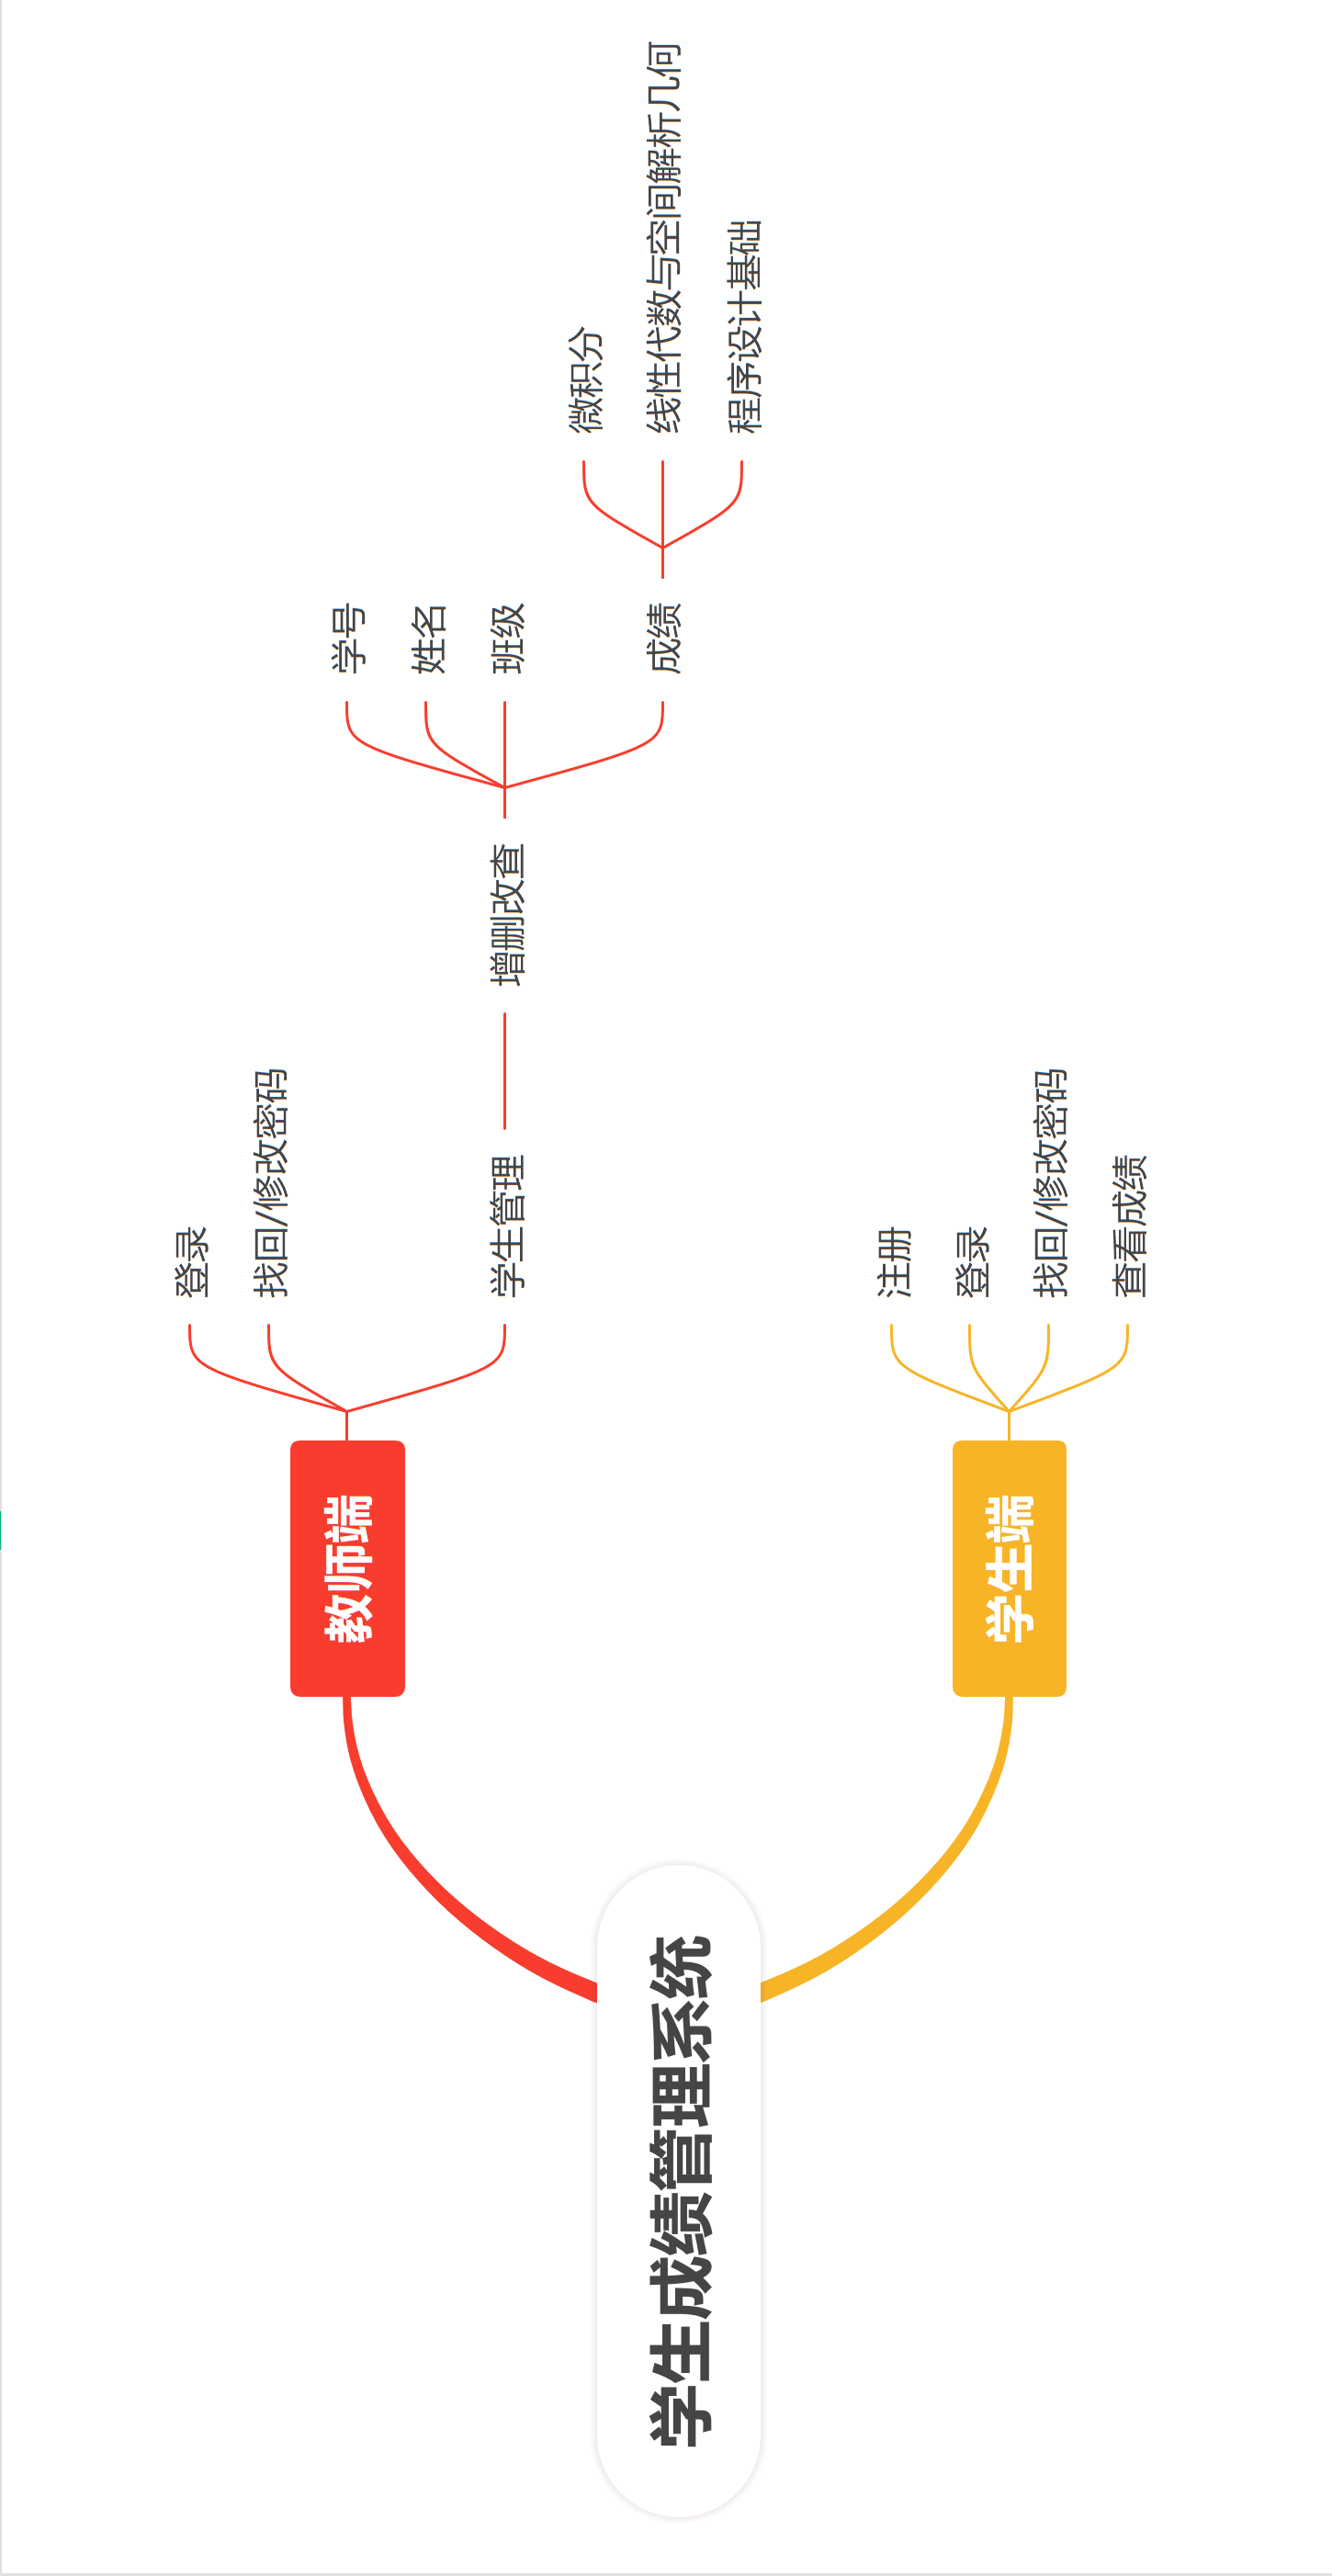 学生成绩管理系统
教师端
登录
找回/修改密码
学生管理
增删改查
学号
姓名
班级
成绩
微积分
线性代数与空间解析几何
程序设计基础
学生端
注册
登录
找回/修改密码
查看成绩